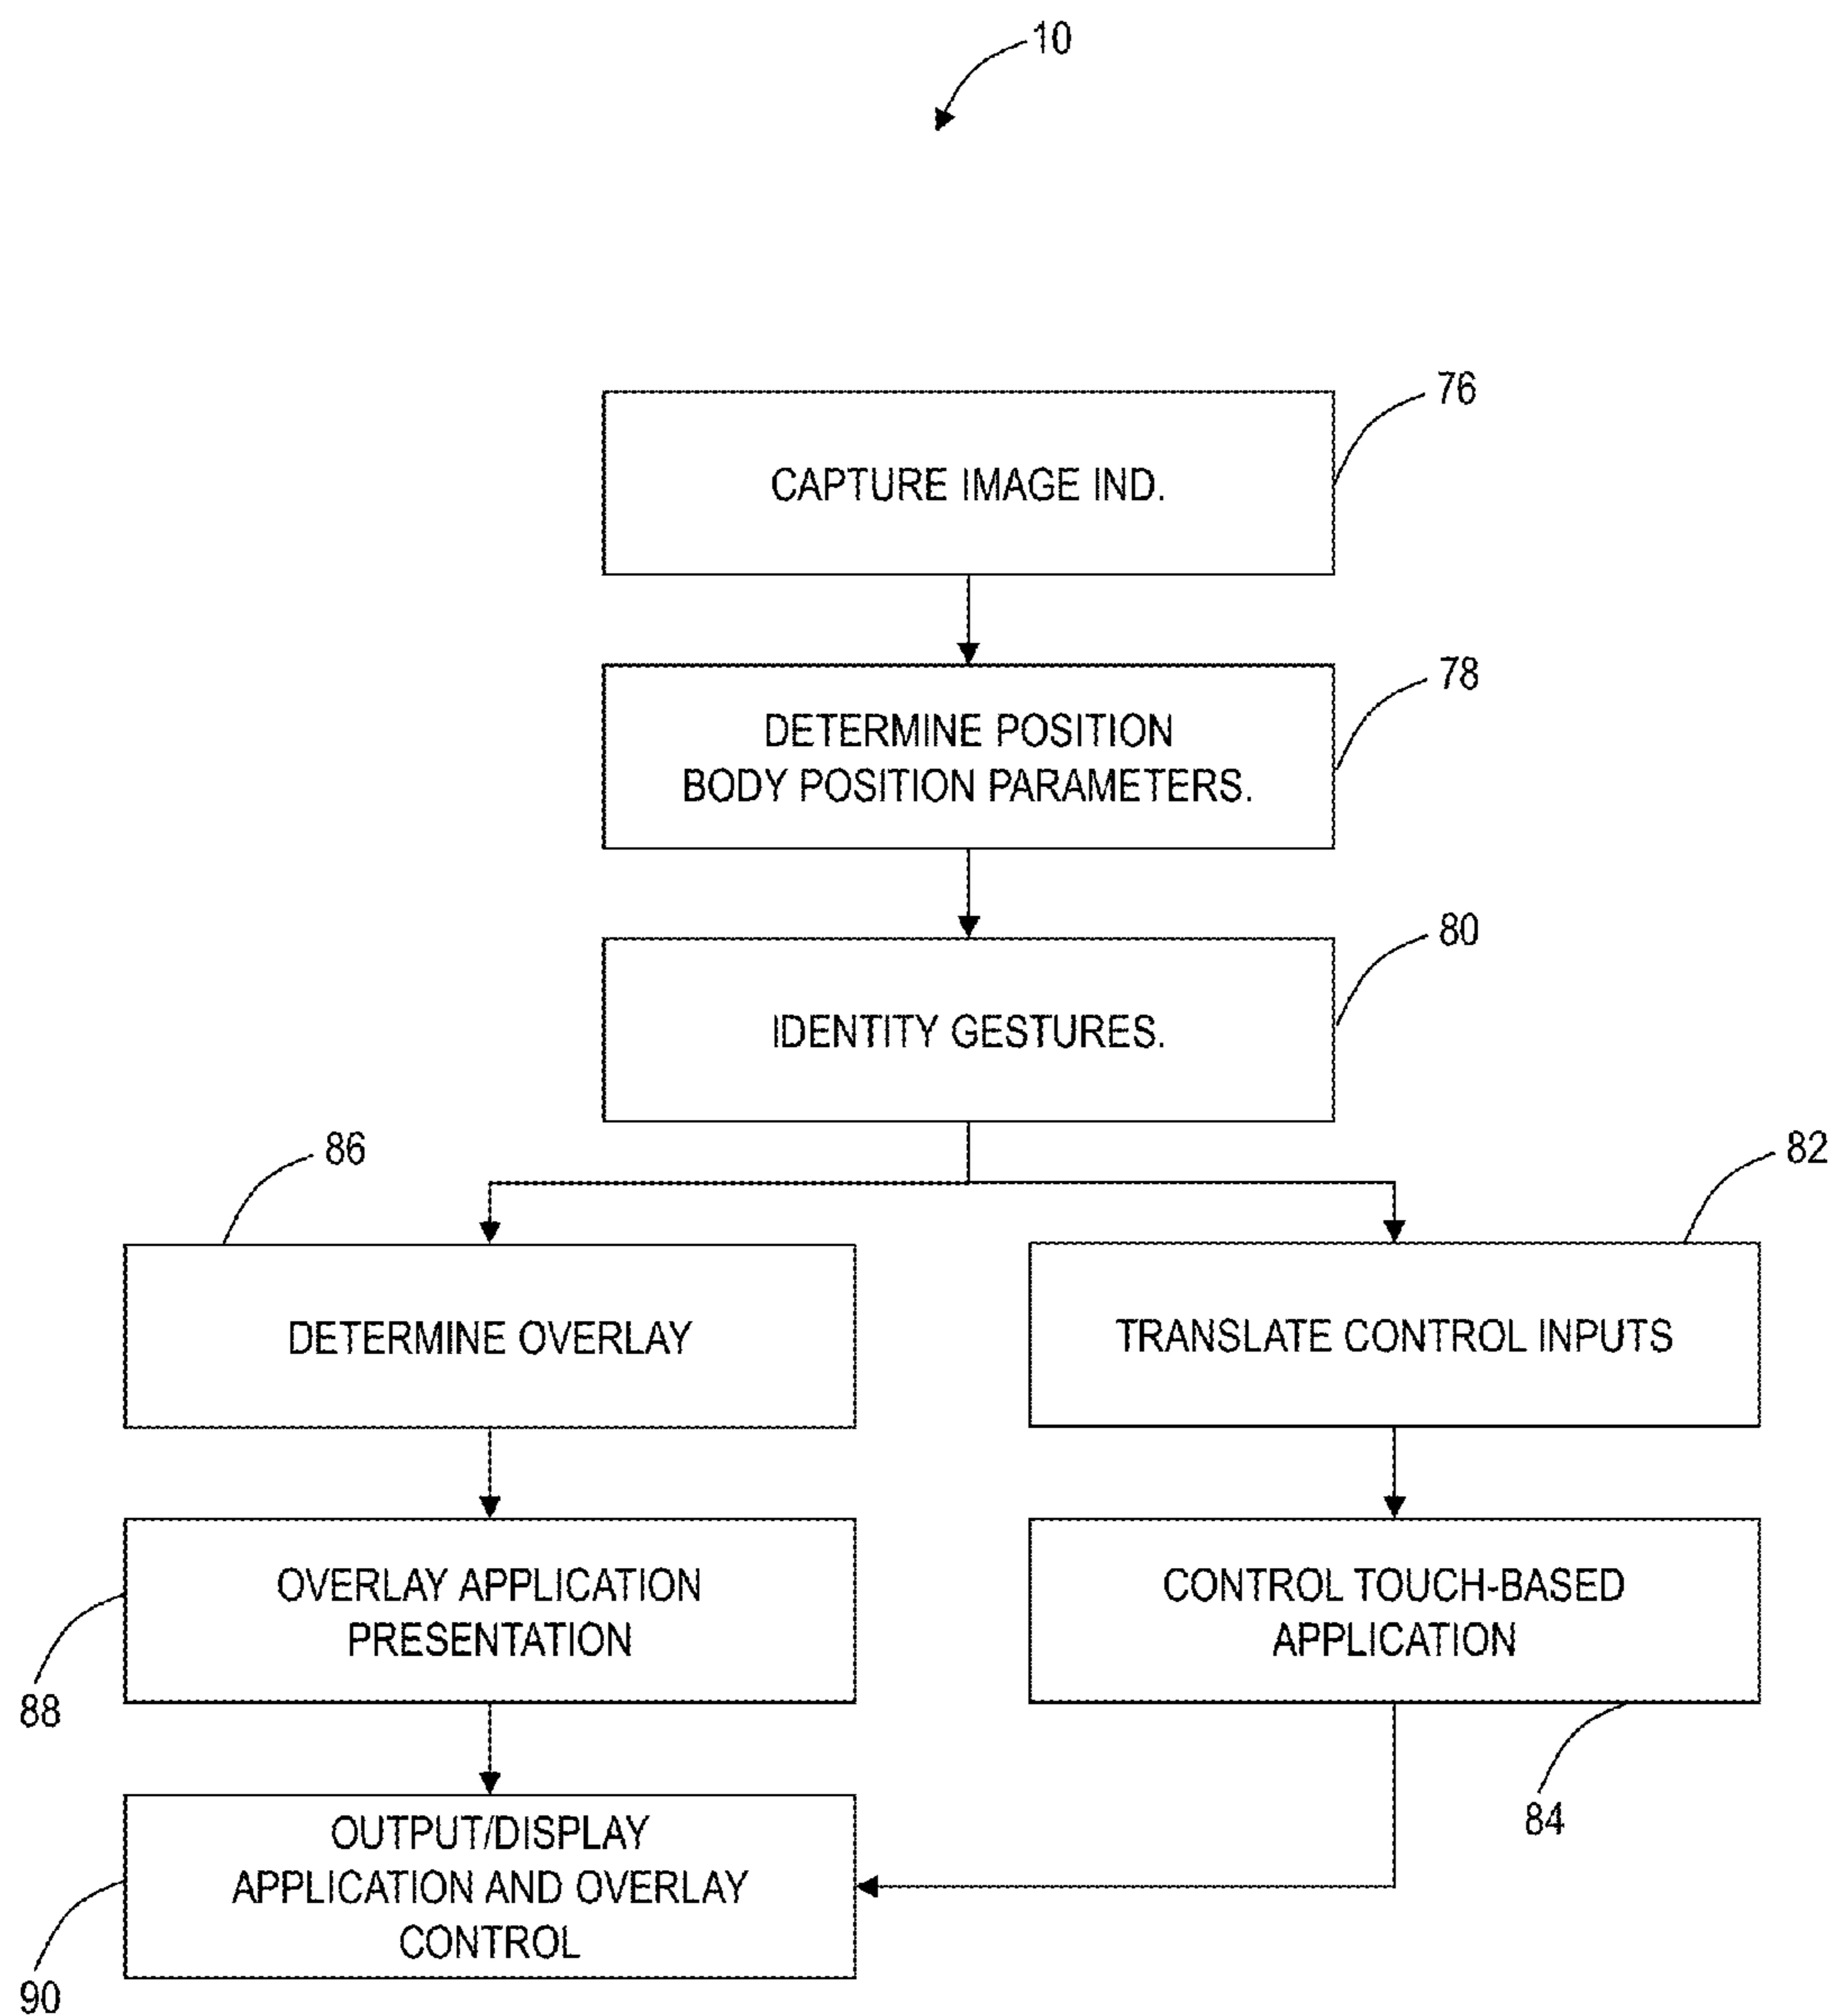 10
76
CAPTURE IMAGE IND.
78
DETERMINE POSITION
BODY POSITION PARAMETERS.
80
IDENTITY GESTURES.
86
82
DETERMINE OVERLAY
TRANSLATE CONTROL INPUTS
OVERLAY APPLICATION
PRESENTATION
88
CONTROL TOUCH-BASED
APPLICATION
84
OUTPUT/DISPLAY
APPLICATION AND OVERLAY
CONTROL
90